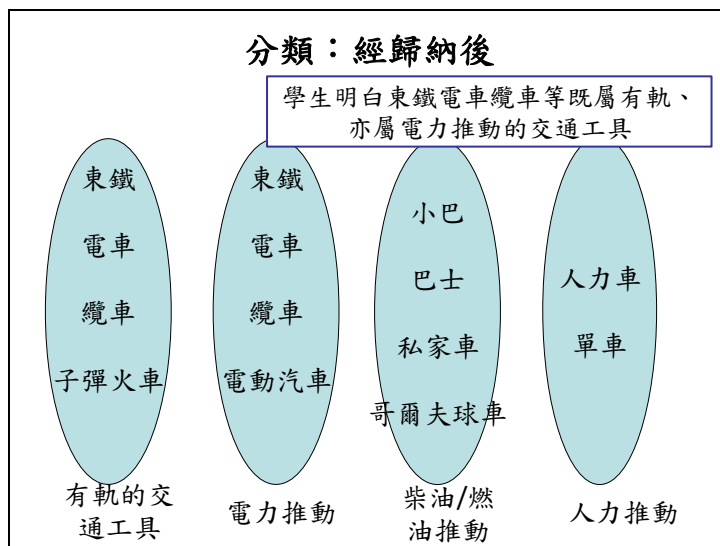 分類：經歸納後
學生明白東鐵電車纜車等既屬有軌、
亦屬電力推動的交通工具
東鐵
電車
纜車
子彈火車
有軌的交
通工具
東鐵
電車
纜車
電動汽車
電力推動
小巴
巴士
私家車
哥爾夫球車
柴油/燃
油推動
人力車
單車
人力推動